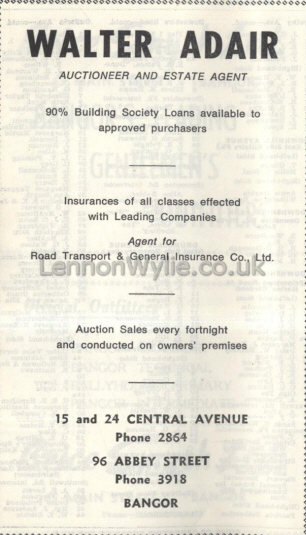 WALTER ADAIR
AUCTIONEER AND ESTATE AGENT
90% Building Society Loans available to
approved purchasers
Insurances of all classes effected
with Leading Companies
Agent for
Road Transport & General Insurance Co., Ltd.
LennonWylie.co.uk
Auction Sales every fortnight
and conducted on owners' premises
15 and 24 CENTRAL AVENUE
Phone 2864
96 ABBEY STREET
Phone 3918
BANGOR